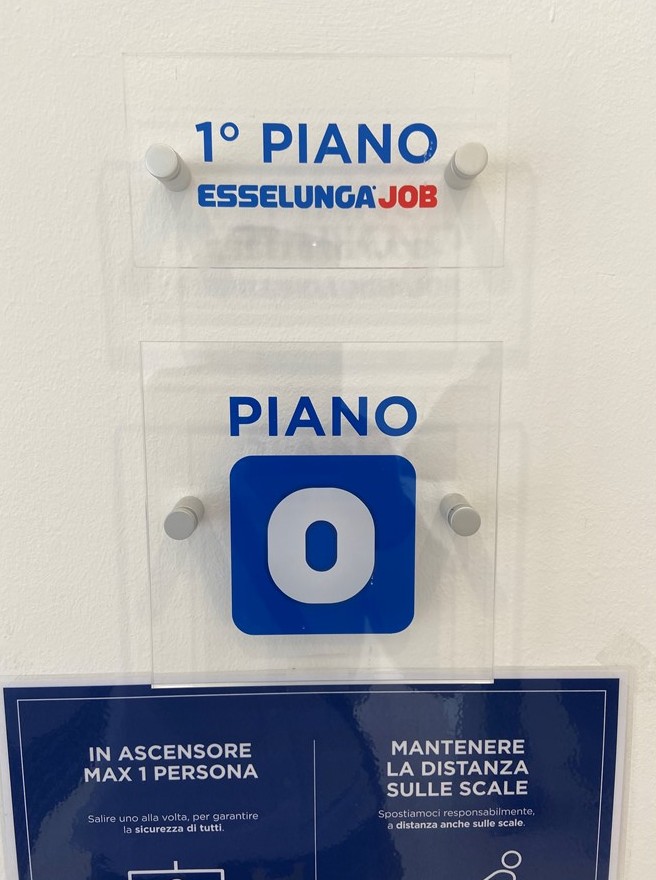 1° PIANO
ESSELUNGA JOB
PIANO
0
IN ASCENSORE
MAX 1 PERSONA
Salire uno alla volta, per garantire
la sicurezza di tutti.
MANTENERE
LA DISTANZA
SULLE SCALE
Spostiamoci responsabilmente,
a distanza anche sulle scale.